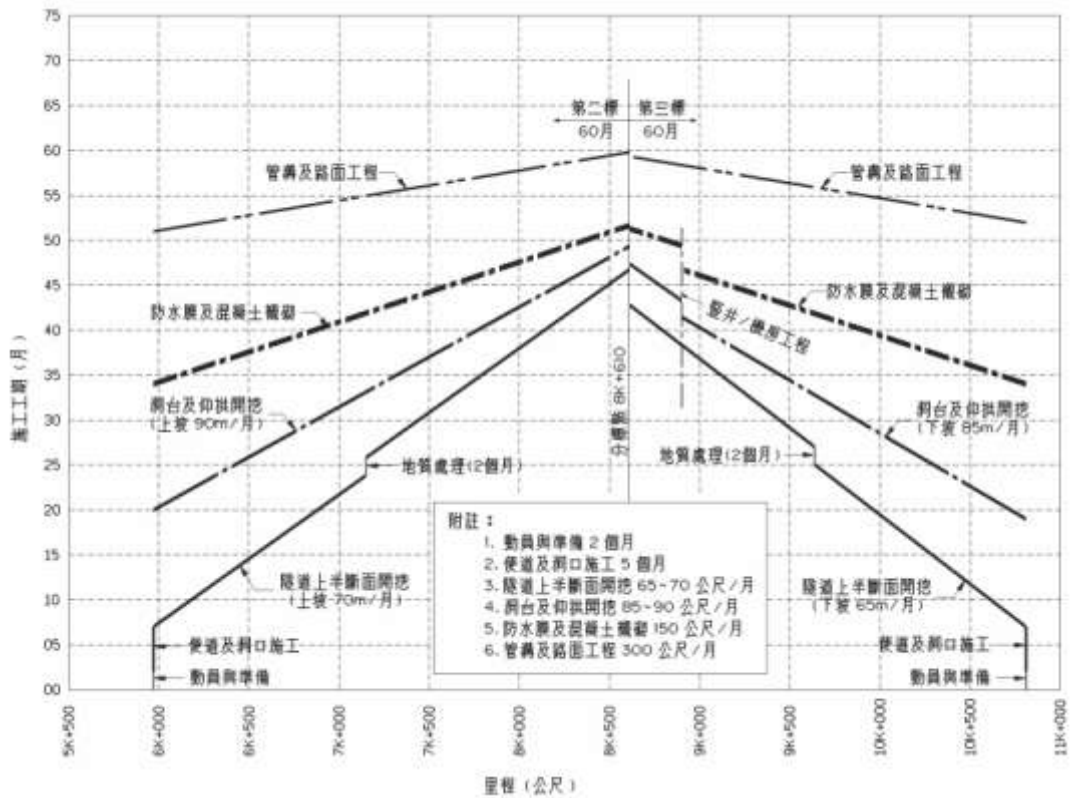 75
70
65
60
55
50
45
40
35
30
25
20
15
10
05
00
施工工期(月)
第二標
60月
第三標
60月
管溝及路面工程
管溝及路面工程
防水膜及混凝土襯砌
防水膜及混凝土襯砌
豎井/機房工程
分標點 8K+610
洞台及仰拱開挖
(上坡 90m/月)
洞台及仰拱開挖
(下坡 85m/月)
地質處理(2個月)
地質處理(2個月)
隧道上半斷面開挖
(上坡 70m/月)
隧道上半斷面開挖
(下坡 65m/月)
附註:
1. 動員與準備 2 個月
2. 便道及洞口施工 5 個月
3. 隧道上半斷面開挖 65~70 公尺/月
4. 洞台及仰拱開挖 85~90 公尺/月
5. 防水膜及混凝土襯砌 150 公尺/月
6. 管溝及路面工程 300 公尺/月
便道及洞口施工
便道及洞口施工
動員與準備
動員與準備
5K+500
6K+000
6K+500
7K+000
7K+500
8K+000
8K+500
9K+000
9K+500
10K+000
10K+500
11K+000
里程(公尺)